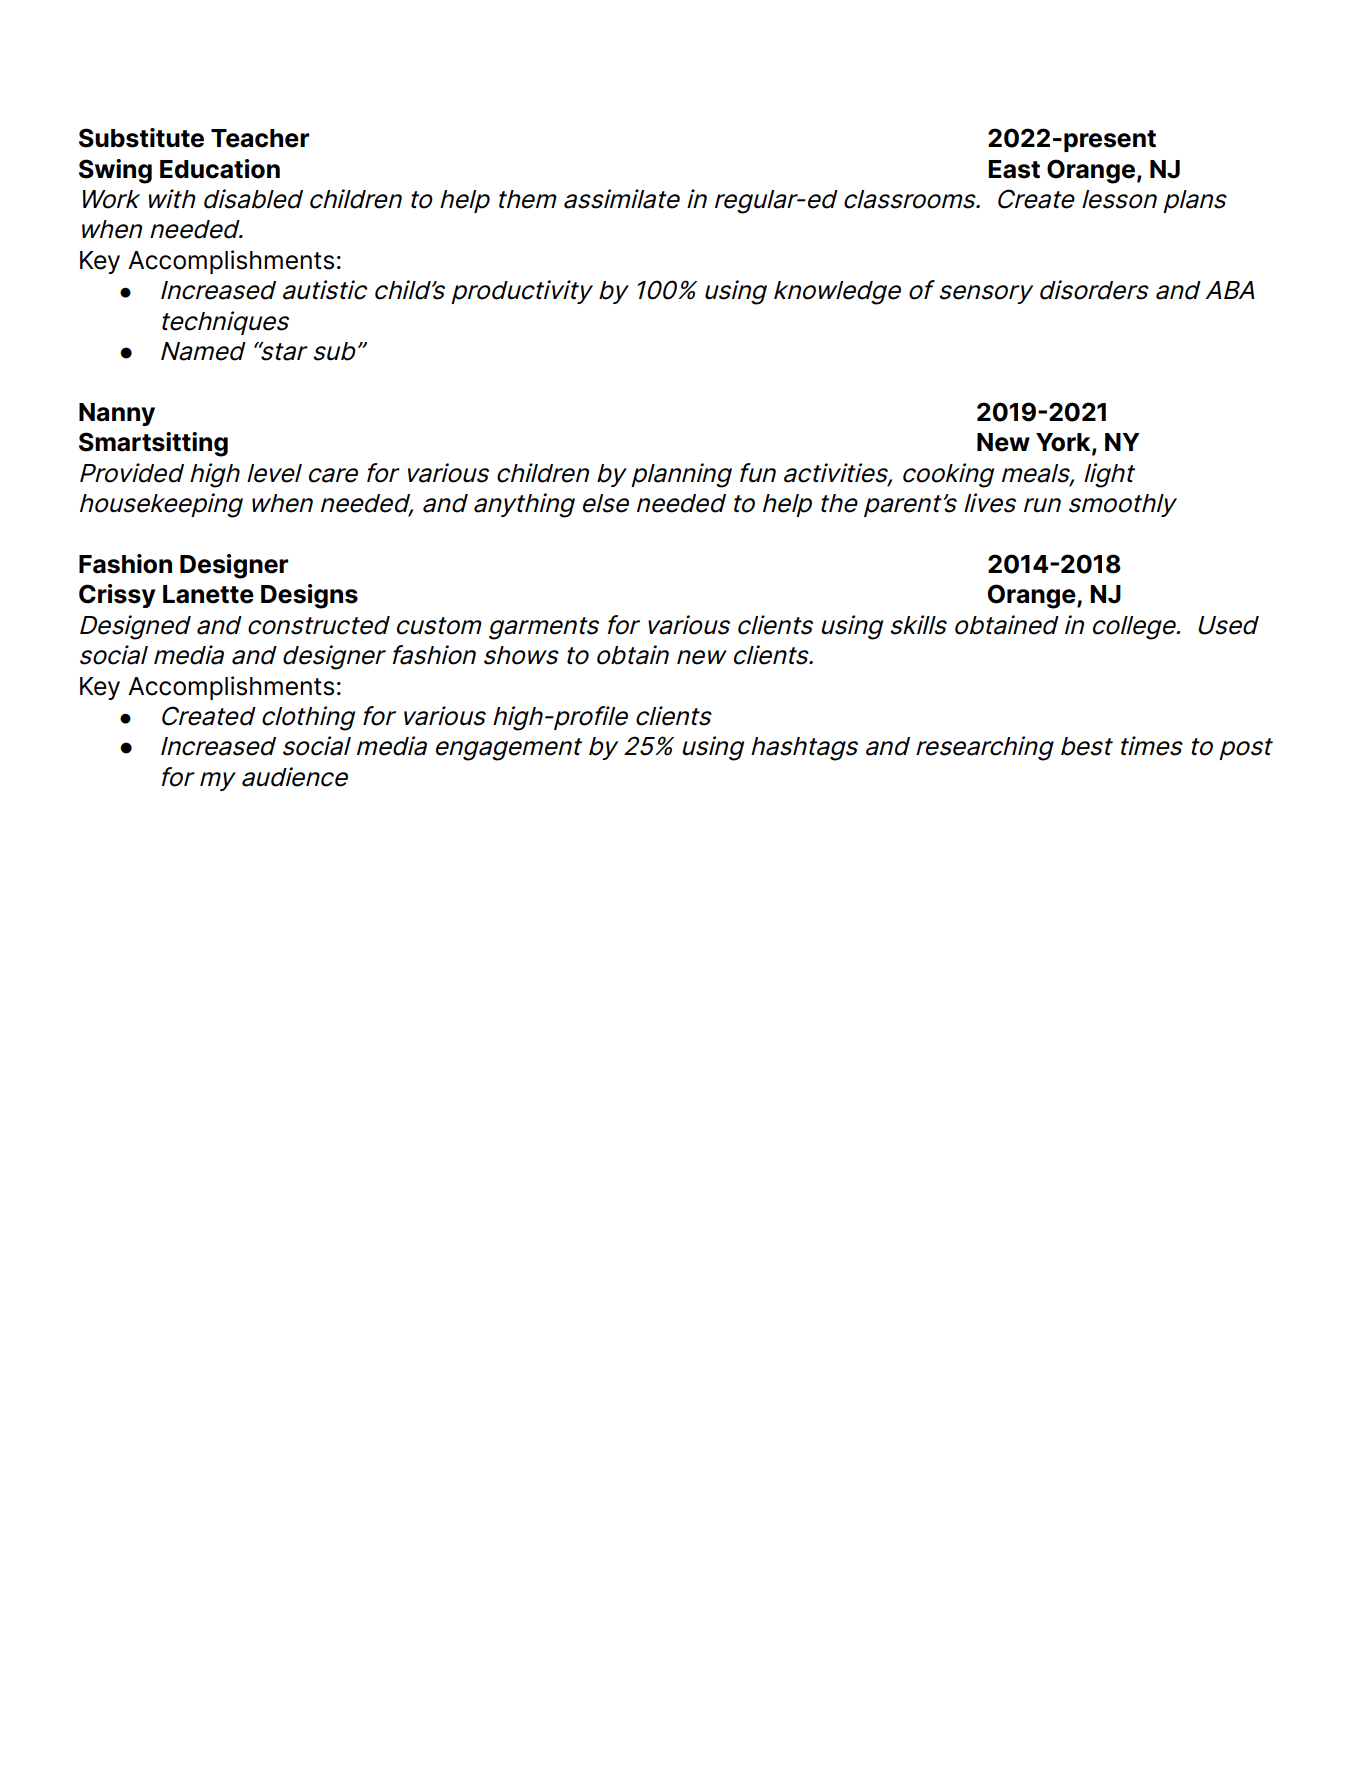 Substitute Teacher 2022-present
Swing Education East Orange, NJ
Work with disabled children to help them assimilate in regular-ed classrooms.  Create lesson plans
when needed.
Key Accomplishments:
● Increased autistic child’s productivity by 100% using knowledge of sensory disorders and ABA
techniques
● Named “star sub”
Nanny 2019-2021
Smartsitting New York, NY
Provided high level care for various children by planning fun activities, cooking meals, light
housekeeping when needed, and anything else needed to help the parent’s lives run smoothly
Fashion Designer 2014-2018
Crissy Lanette Designs Orange, NJ
Designed and constructed custom garments for various clients using skills obtained in college.  Used
social media and designer fashion shows to obtain new clients.
Key Accomplishments:
● Created clothing for various high-profile clients
● Increased social media engagement by 25% using hashtags and researching best times to post
for my audience